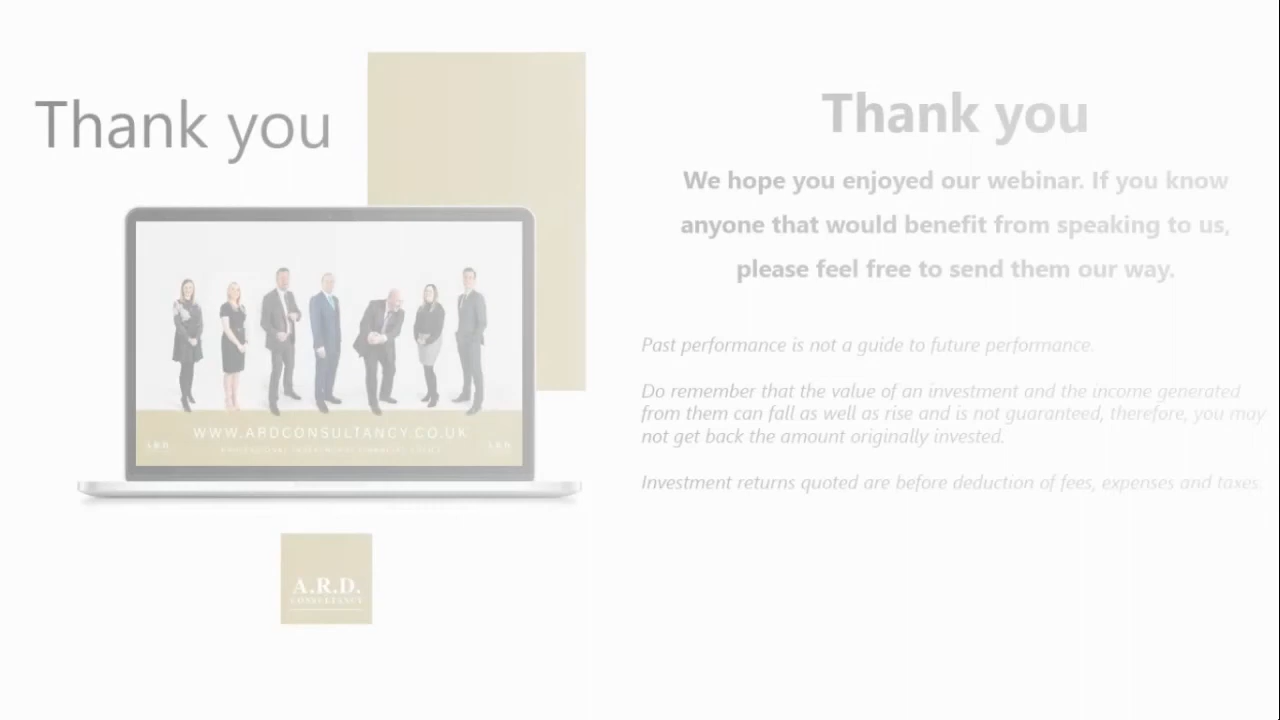 Thank you
WWW.ARDCONSULTANCY.CO.UK
A.R.D.
CONSULTANCY
Thank you
We hope you enjoyed our webinar. If you know
anyone that would benefit from speaking to us,
please feel free to send them our way.
Past performance is not a guide to future performance.
Do remember that the value of an investment and the income generated
from them can fall as well as rise and is not guaranteed, therefore, you may
not get back the amount originally invested.
Investment returns quoted are before deduction of fees, expenses and taxes.